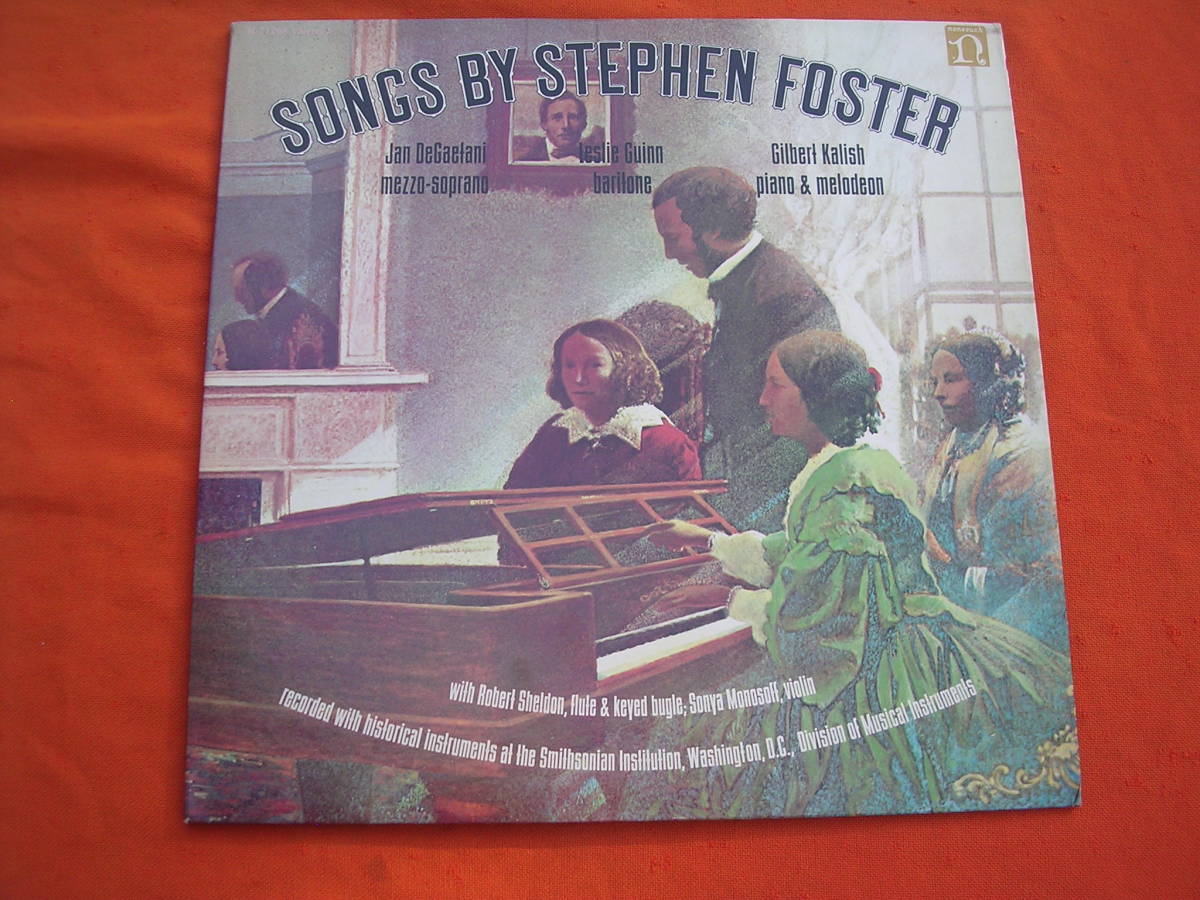 nonesuch
SONGS BY STEPHEN FOSTER
Jan DeGaetani
mezzo-soprano
Leslie Guinn
baritone
Gilbert Kalish
piano & melodeon
with Robert Sheldon, flute & keyed bugle; Sonya Monosoff, violin
recorded with historical instruments at the Smithsonian Institution, Washington, D.C., Division of Musical Instruments